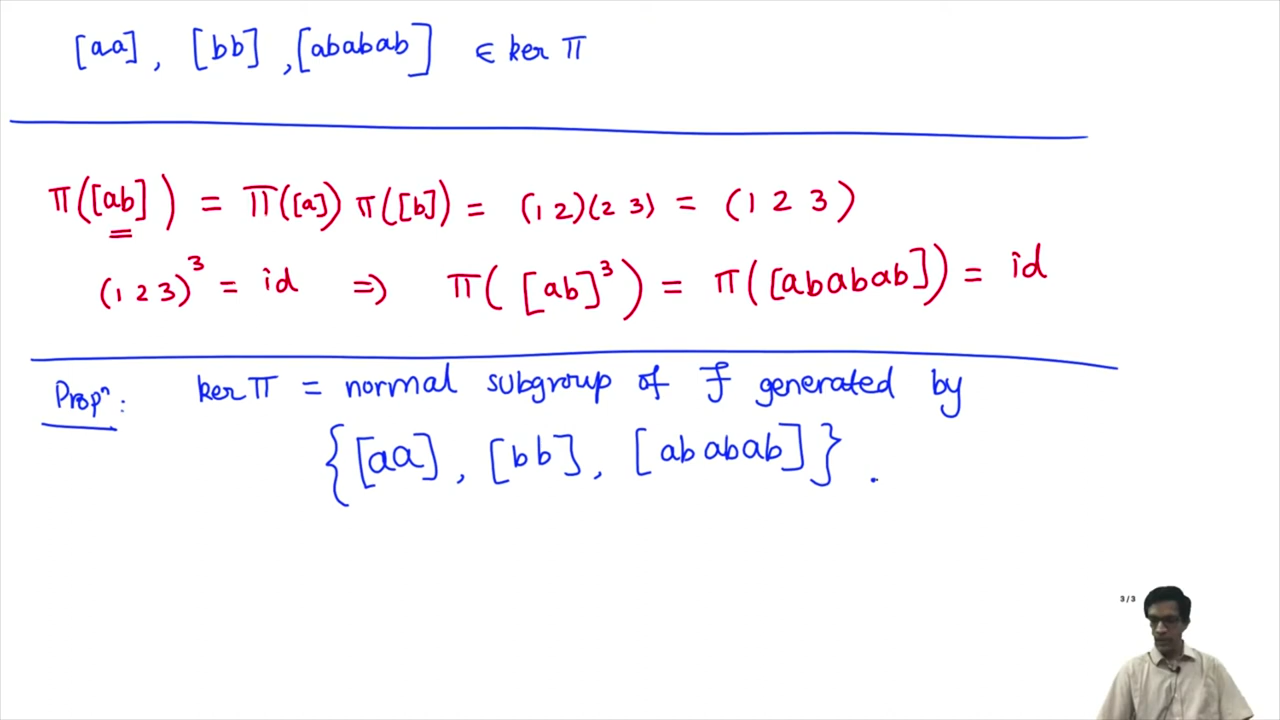 [aa], [bb], [ababab] ∈ ker π
π([ab]) = π([a]) π([b]) = (1 2)(2 3) = (1 2 3)
(1 2 3)³ = id ⇒ π([ab]³) = π([ababab]) = id
Propⁿ: ker π = normal subgroup of F generated by
{[aa], [bb], [ababab]}.
3/3